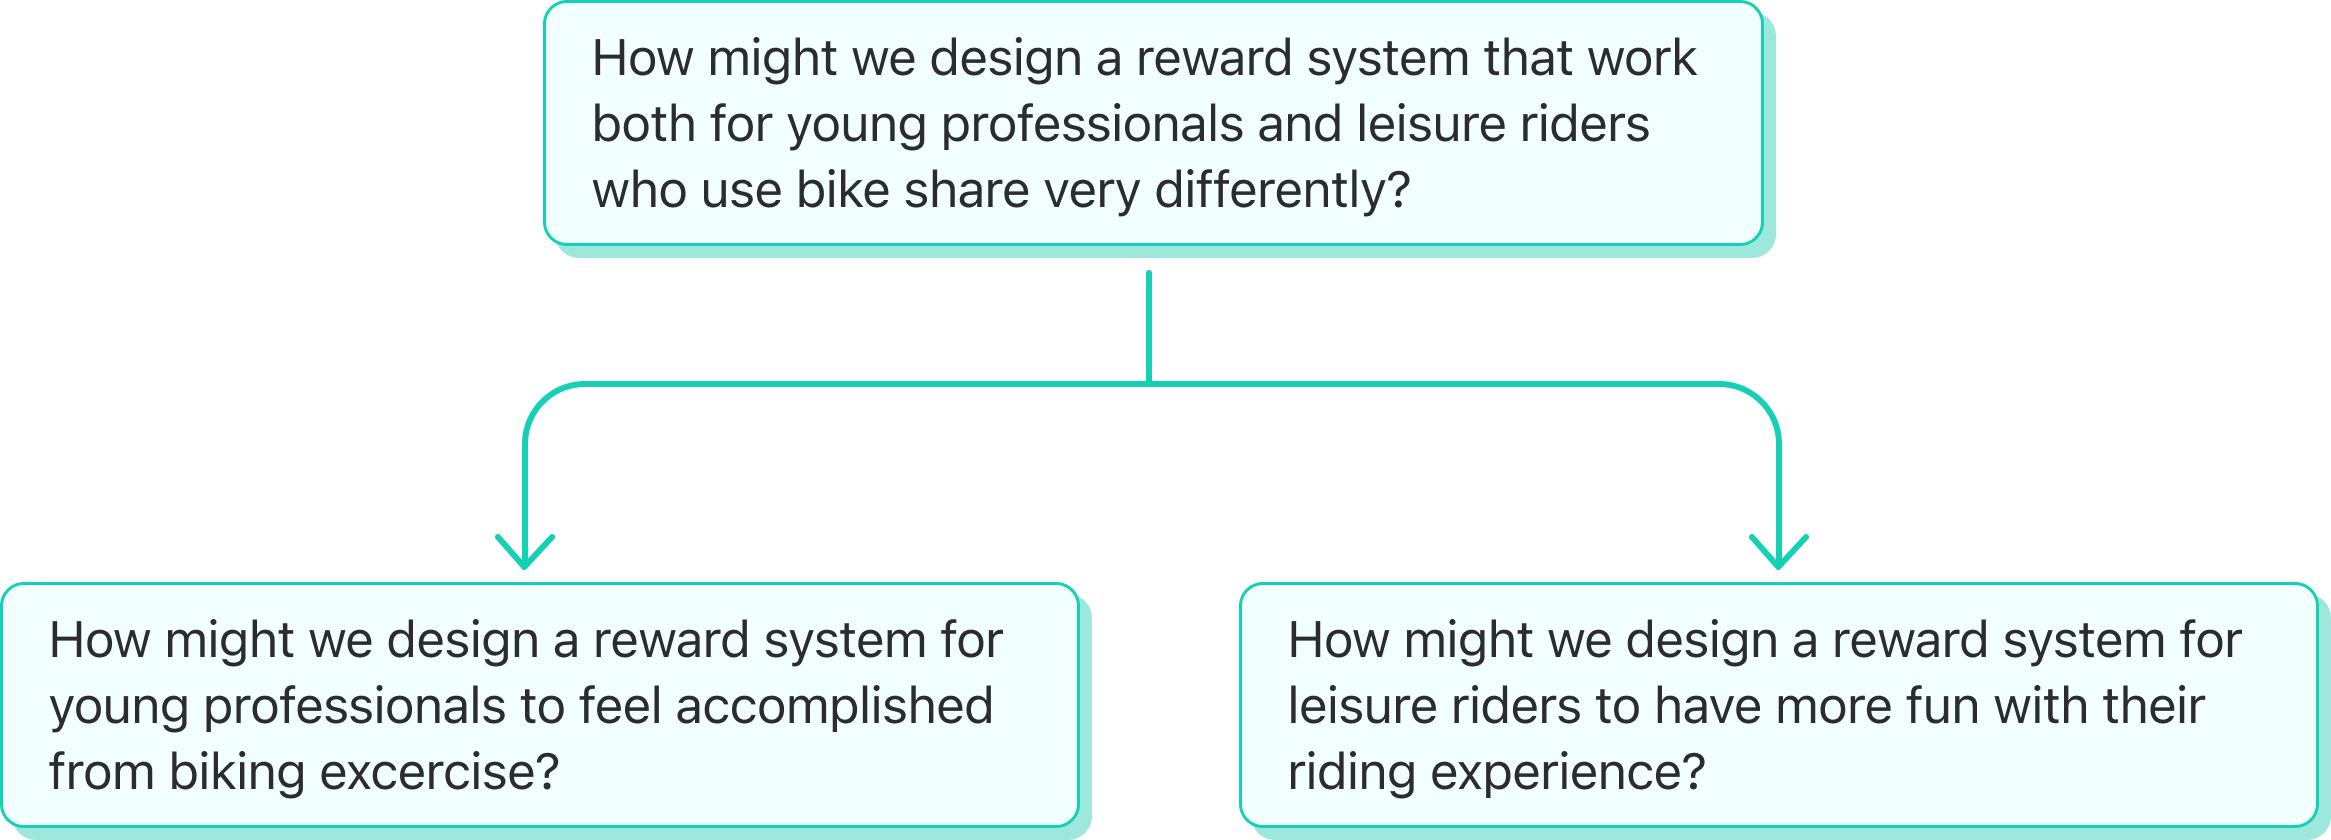 How might we design a reward system that work
both for young professionals and leisure riders
who use bike share very differently?
How might we design a reward system for
young professionals to feel accomplished
from biking excercise?
How might we design a reward system for
leisure riders to have more fun with their
riding experience?